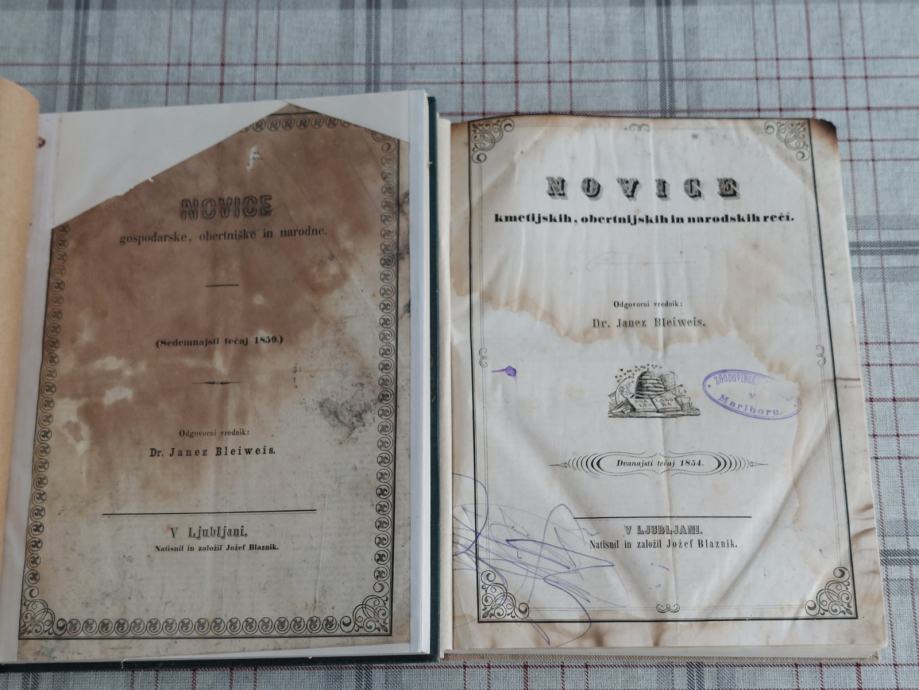 NOVICE
gospodarske, obertniške in narodne.
(Sedemnajsti tečaj 1859.)
Odgovorni vrednik:
Dr. Janez Bleiweis.
V Ljubljani.
Natisnil in založil Jožef Blaznik.
NOVICE
kmetijskih, obertnijskih in narodskih reči.
Odgovorni vrednik:
Dr. Janez Bleiweis.
v
Mariboru.
Dvanajsti tečaj 1854.
V LJUBLJANI.
Natisnil in založil Jožef Blaznik.